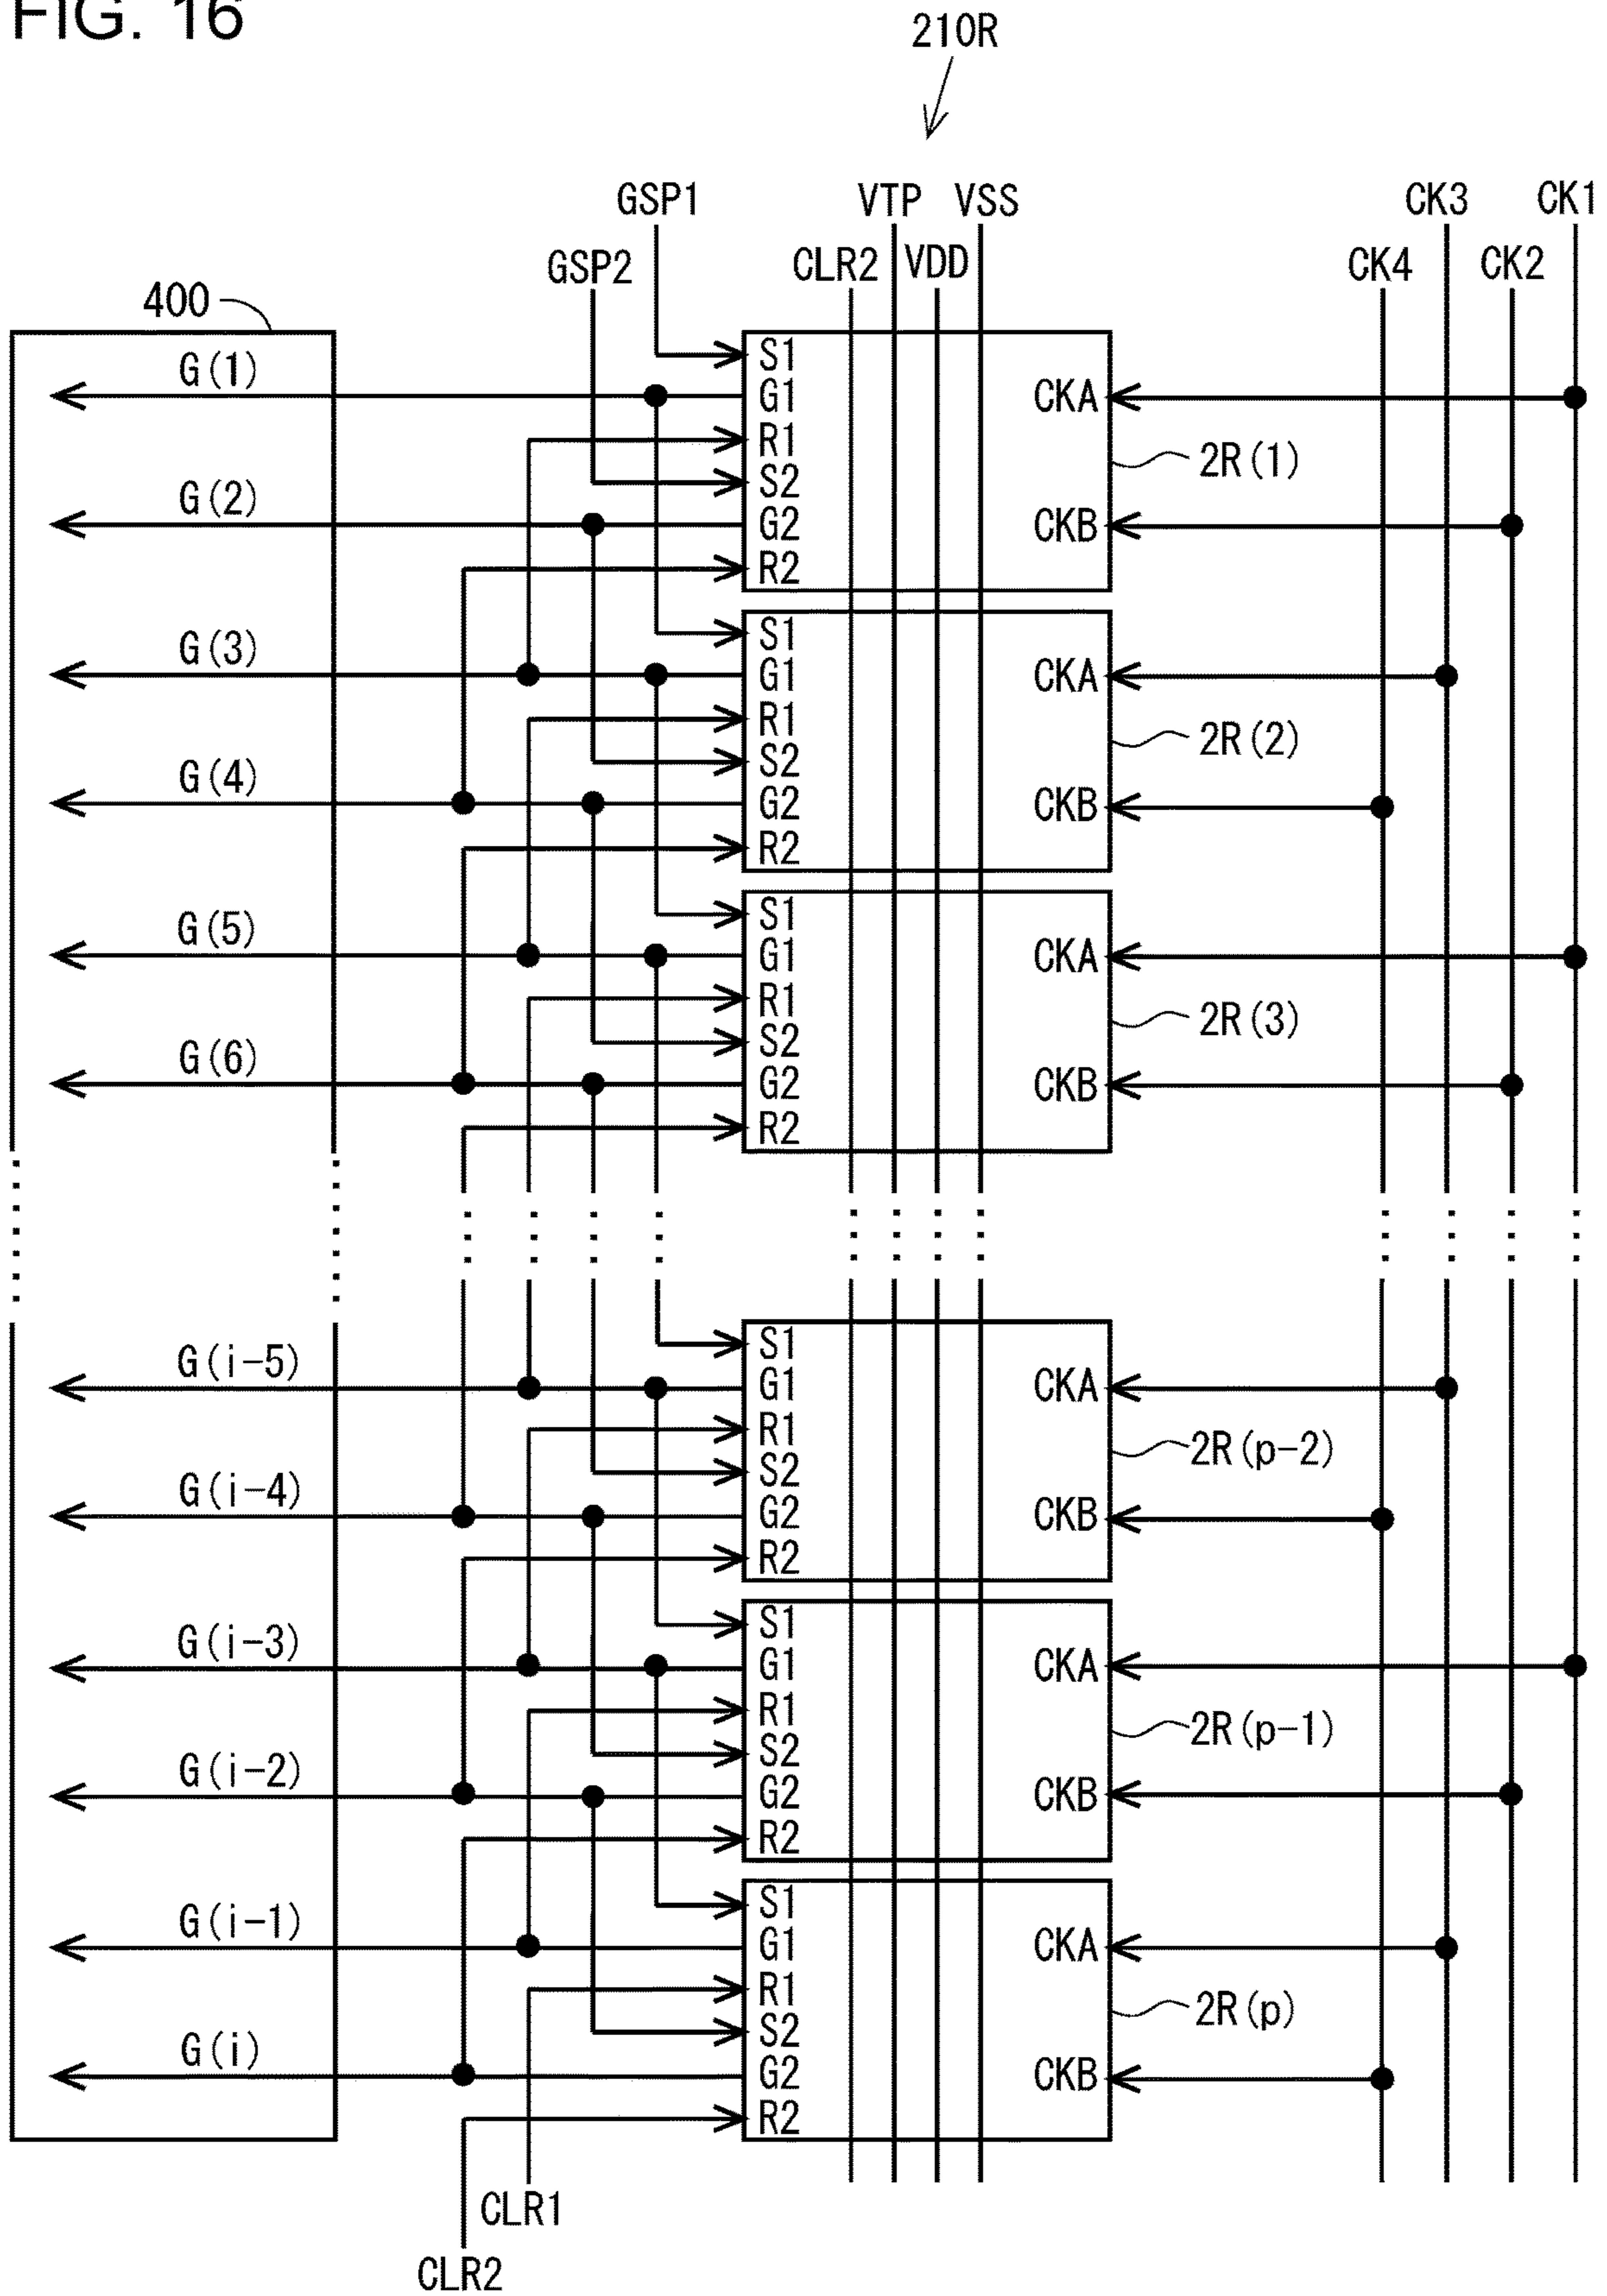 FIG. 16
210R
GSP1 VTP VSS CK3 CK1
GSP2 CLR2 VDD CK4 CK2
400
S1
G(1) G1 CKA
R1
2R(1)
S2
G(2) G2 CKB
R2
S1
G(3) G1 CKA
R1
2R(2)
S2
G(4) G2 CKB
R2
S1
G(5) G1 CKA
R1
2R(3)
S2
G(6) G2 CKB
R2
S1
G(i-5) G1 CKA
R1
2R(p-2)
S2
G(i-4) G2 CKB
R2
S1
G(i-3) G1 CKA
R1
2R(p-1)
S2
G(i-2) G2 CKB
R2
S1
G(i-1) G1 CKA
R1
2R(p)
S2
G(i) G2 CKB
R2
CLR1
CLR2